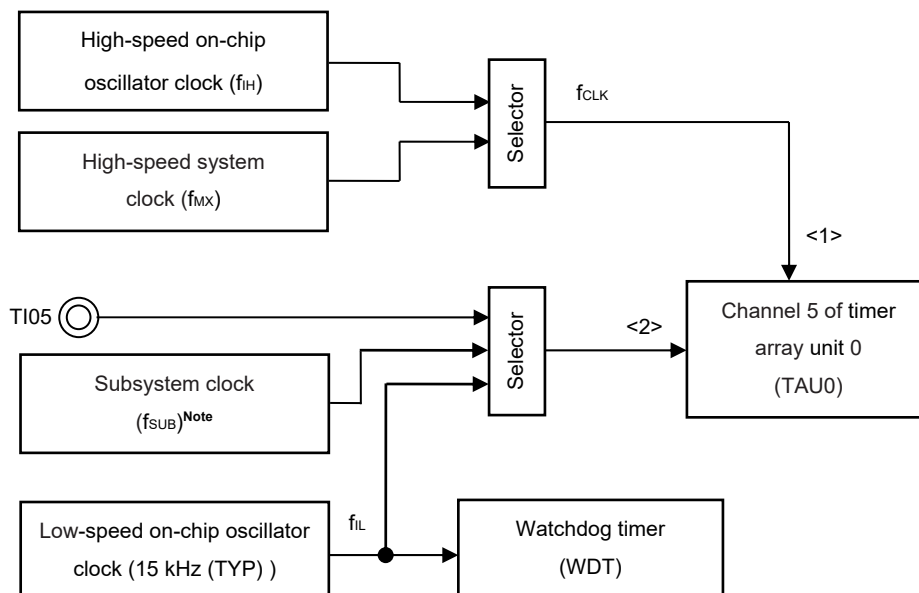 High-speed on-chip
oscillator clock (fIH)
Selector
fCLK
High-speed system
clock (fMX)
<1>
TI05
Selector
<2>
Channel 5 of timer
array unit 0
(TAU0)
Subsystem clock
(fSUB)Note
Low-speed on-chip oscillator
clock (15 kHz (TYP) )
fIL
Watchdog timer
(WDT)